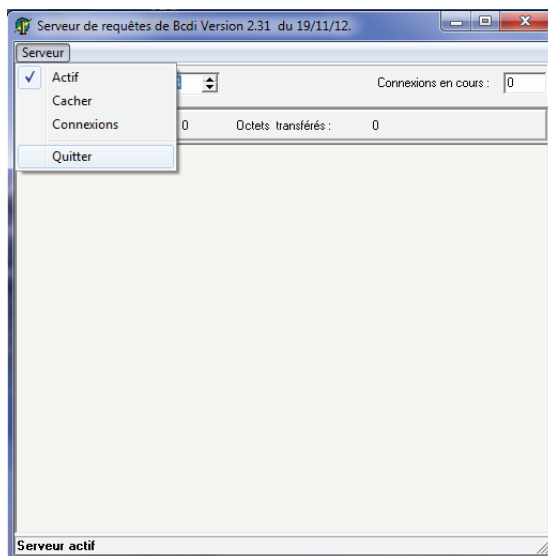 Serveur de requêtes de Bcdi Version 2.31 du 19/11/12.
Serveur
Actif
Connexions en cours : 0
Cacher
Connexions
0 Octets transférés : 0
Quitter
Serveur actif